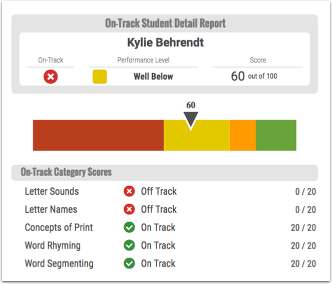 On-Track Student Detail Report
Kylie Behrendt
On-Track Performance Level Score
Well Below 60 out of 100
60
On-Track Category Scores
Letter Sounds Off Track 0 / 20
Letter Names Off Track 0 / 20
Concepts of Print On Track 20 / 20
Word Rhyming On Track 20 / 20
Word Segmenting On Track 20 / 20